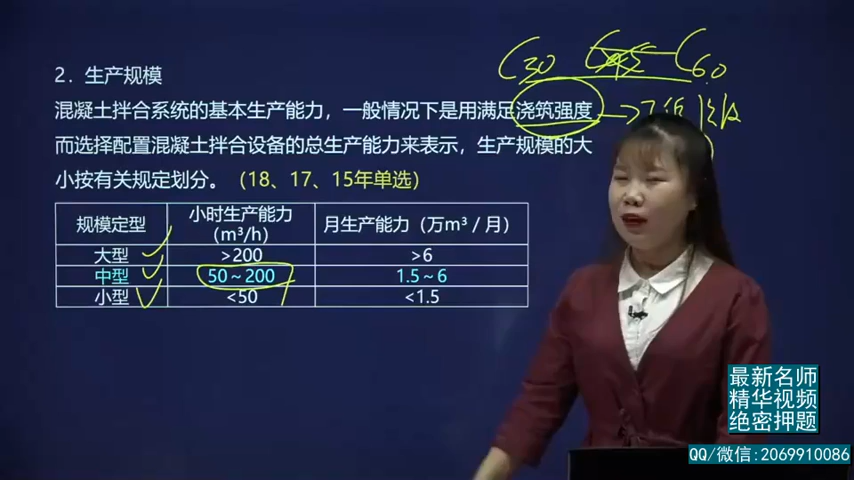 2．生产规模
混凝土拌合系统的基本生产能力，一般情况下是用满足浇筑强度
而选择配置混凝土拌合设备的总生产能力来表示，生产规模的大
小按有关规定划分。（18、17、15年单选）
规模定型 小时生产能力（m³/h） 月生产能力（万m³／月）
大型 >200 >6
中型 50～200 1.5～6
小型 <50 <1.5
C30 C60
最新名师
精华视频
绝密押题
QQ/微信:2069910086